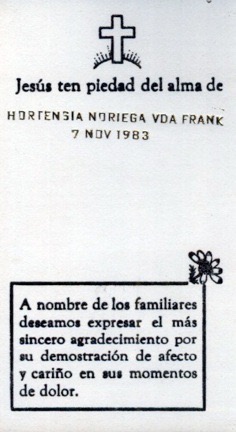 Jesús ten piedad del alma de
HORTENSIA NORIEGA VDA FRANK
7 NOV 1983
A nombre de los familiares
deseamos expresar el más
sincero agradecimiento por
su demostración de afecto
y cariño en sus momentos
de dolor.